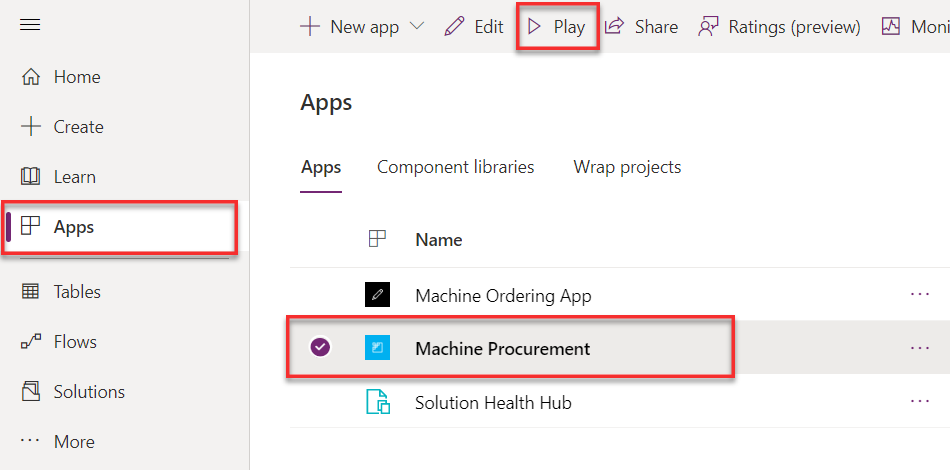 New app Edit Play Share Ratings (preview) Moni
Home
Create
Learn
Apps
Tables
Flows
Solutions
More
Apps
Apps Component libraries Wrap projects
Name
Machine Ordering App
Machine Procurement
Solution Health Hub